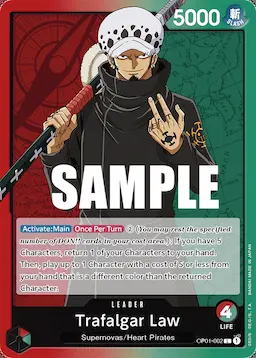 5000
斬
SLASH
SAMPLE
Activate:Main Once Per Turn ② (You may rest the specified
number of DON!! cards in your cost area.): If you have 5
Characters, return 1 of your Characters to your hand.
Then, play up to 1 Character with a cost of 5 or less from
your hand that is a different color than the returned
Character.
LEADER
Trafalgar Law
Supernovas/Heart Pirates
4
LIFE
OP01-002 L